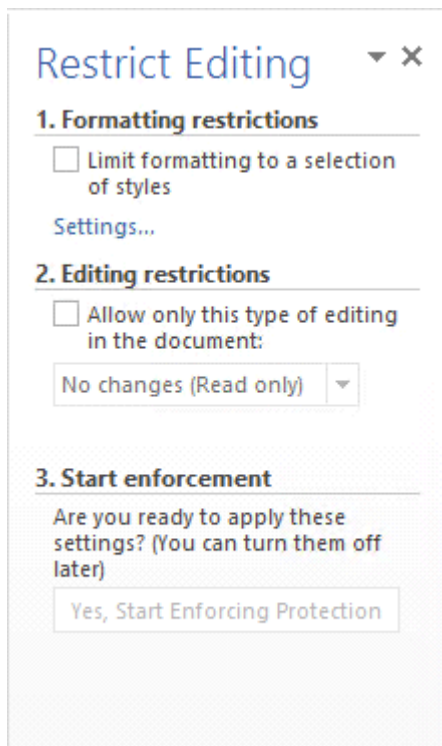 Restrict Editing
1. Formatting restrictions
Limit formatting to a selection
of styles
Settings...
2. Editing restrictions
Allow only this type of editing
in the document:
No changes (Read only)
3. Start enforcement
Are you ready to apply these
settings? (You can turn them off
later)
Yes, Start Enforcing Protection